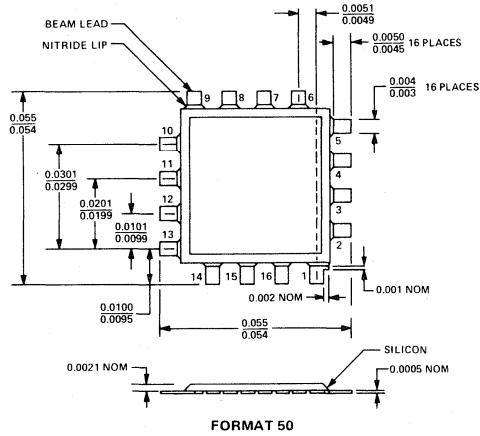 0.0051
0.0049
BEAM LEAD
NITRIDE LIP
0.0050
0.0045 16 PLACES
9 8 7 6
0.004
0.003 16 PLACES
0.055
0.054
10
5
11
4
0.0301
0.0299
0.0201
0.0199
12
3
0.0101
0.0099
13
2
14 15 16 1
0.001 NOM
0.002 NOM
0.0100
0.0095
0.055
0.054
SILICON
0.0021 NOM
0.0005 NOM
FORMAT 50